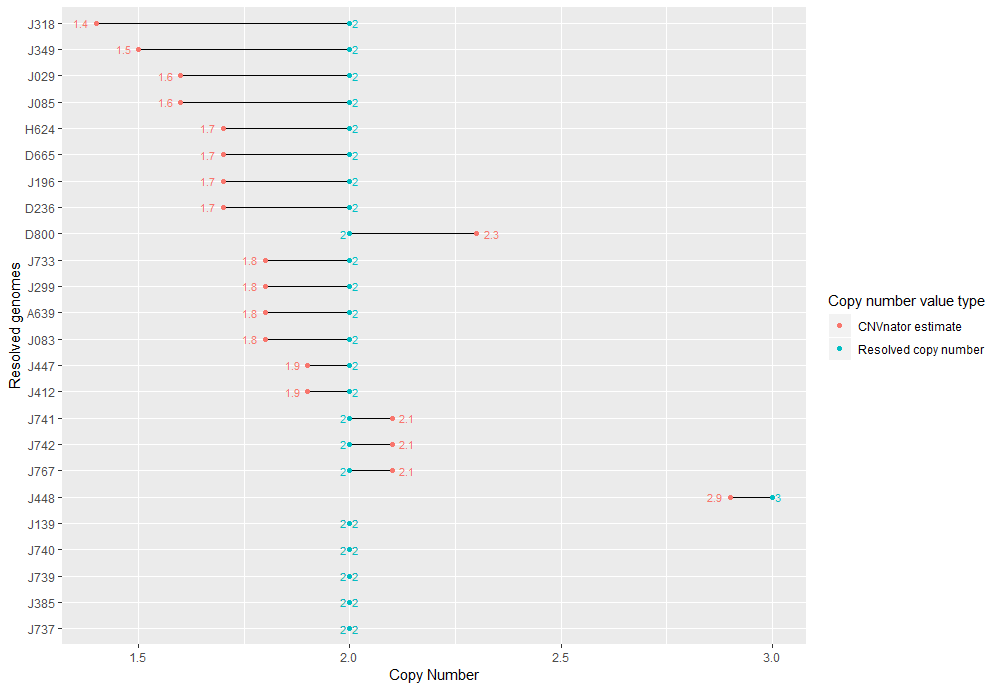 J318 1.4 2
J349 1.5 2
J029 1.6 2
J085 1.6 2
H624 1.7 2
D665 1.7 2
J196 1.7 2
D236 1.7 2
D800 2 2.3
J733 1.8 2
J299 1.8 2
A639 1.8 2
J083 1.8 2
J447 1.9 2
J412 1.9 2
J741 2 2.1
J742 2 2.1
J767 2 2.1
J448 2.9 3
J139 2 2
J740 2 2
J739 2 2
J385 2 2
J737 2 2
Resolved genomes
1.5 2.0 2.5 3.0
Copy Number
Copy number value type
CNVnator estimate
Resolved copy number